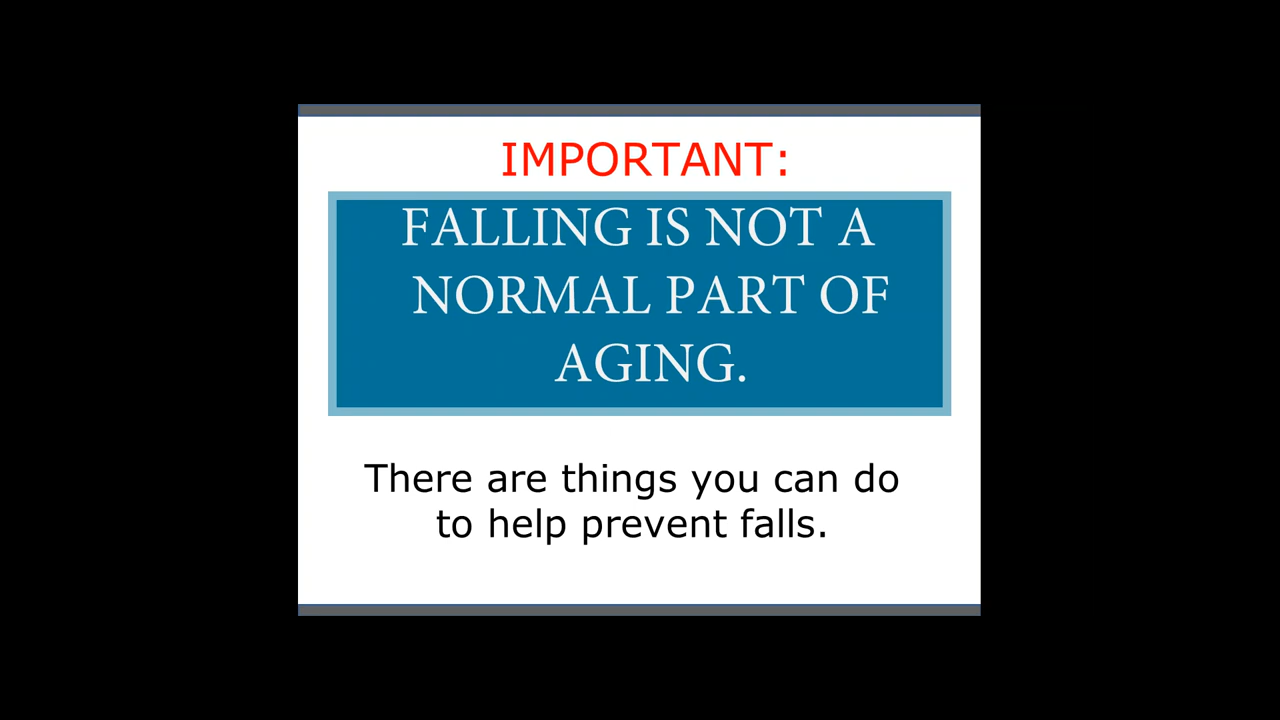 IMPORTANT:
FALLING IS NOT A
NORMAL PART OF
AGING.
There are things you can do
to help prevent falls.